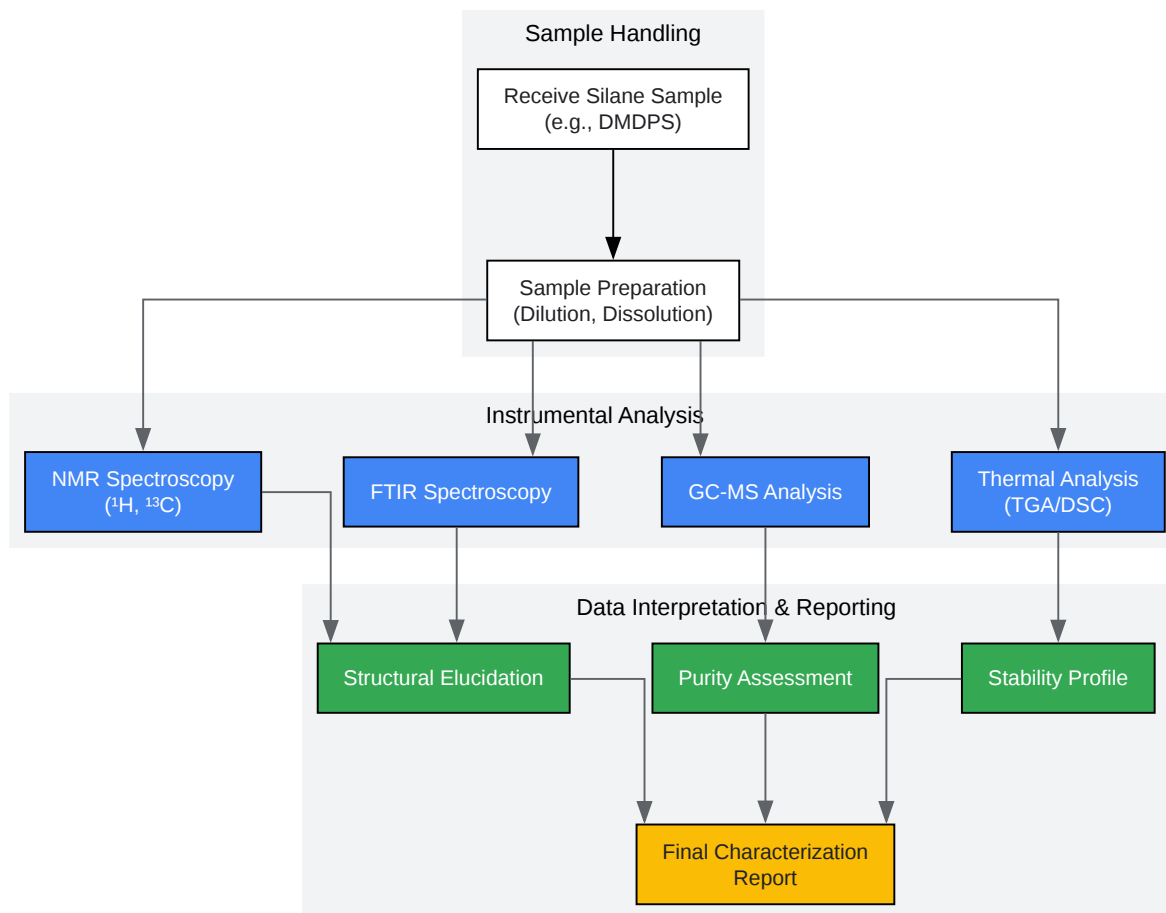 Sample Handling
Receive Silane Sample
(e.g., DMDPS)
Sample Preparation
(Dilution, Dissolution)
Instrumental Analysis
NMR Spectroscopy
(¹H, ¹³C)
FTIR Spectroscopy
GC-MS Analysis
Thermal Analysis
(TGA/DSC)
Data Interpretation & Reporting
Structural Elucidation
Purity Assessment
Stability Profile
Final Characterization
Report